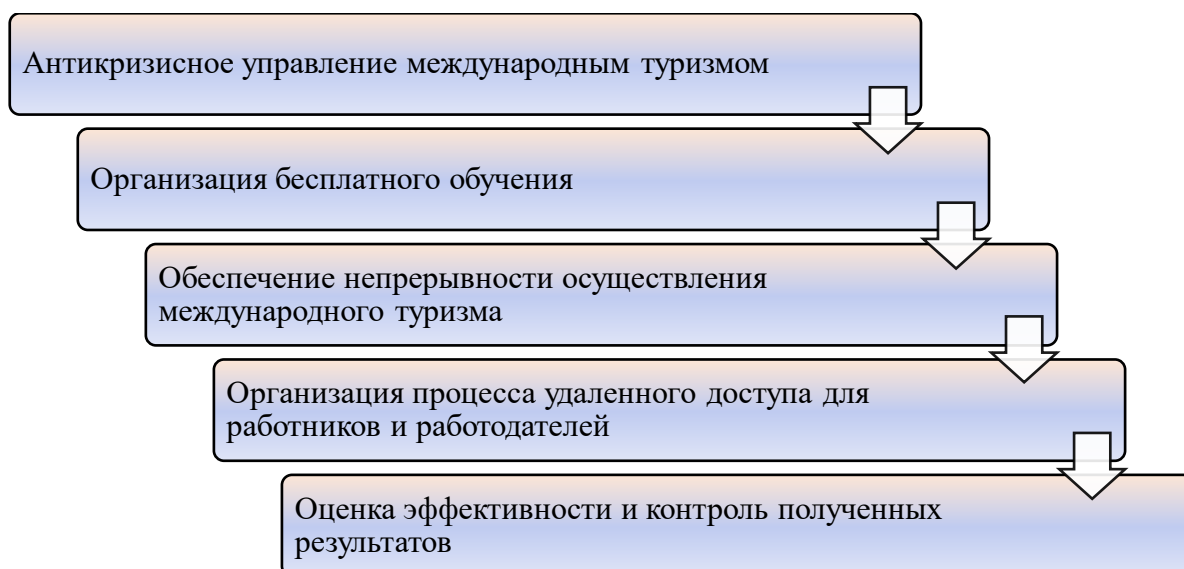 Антикризисное управление международным туризмом
Организация бесплатного обучения
Обеспечение непрерывности осуществления
международного туризма
Организация процесса удаленного доступа для
работников и работодателей
Оценка эффективности и контроль полученных
результатов